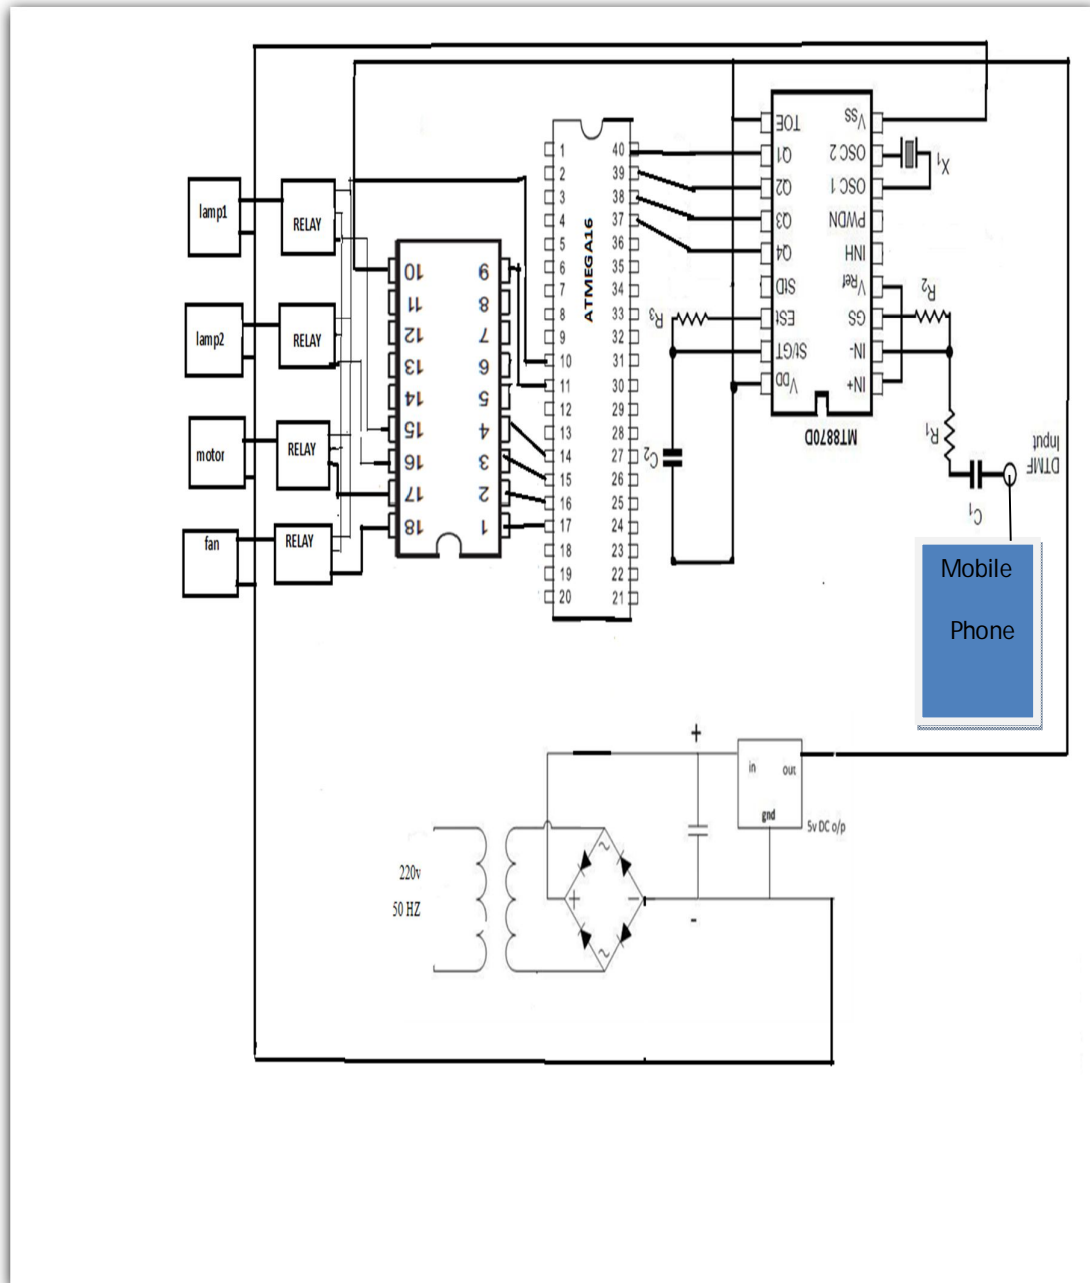 lamp1
RELAY
lamp2
RELAY
motor
RELAY
fan
RELAY
10
11
12
13
14
15
16
17
18
9
8
7
6
5
4
3
2
1
ATMEGA16
1
2
3
4
5
6
7
8
9
10
11
12
13
14
15
16
17
18
19
20
40
39
38
37
36
35
34
33
32
31
30
29
28
27
26
25
24
23
22
21
TOE
Q1
Q2
Q3
Q4
StD
ESt
St/GT
VDD
VSS
OSC 2
OSC 1
PWDN
INH
VRef
GS
IN-
IN+
MT8870D
X1
R2
R3
C2
R1
C1
DTMF
Input
Mobile
Phone
+
in
out
gnd
5v DC o/p
220v
50 HZ
~
+
-
~
-